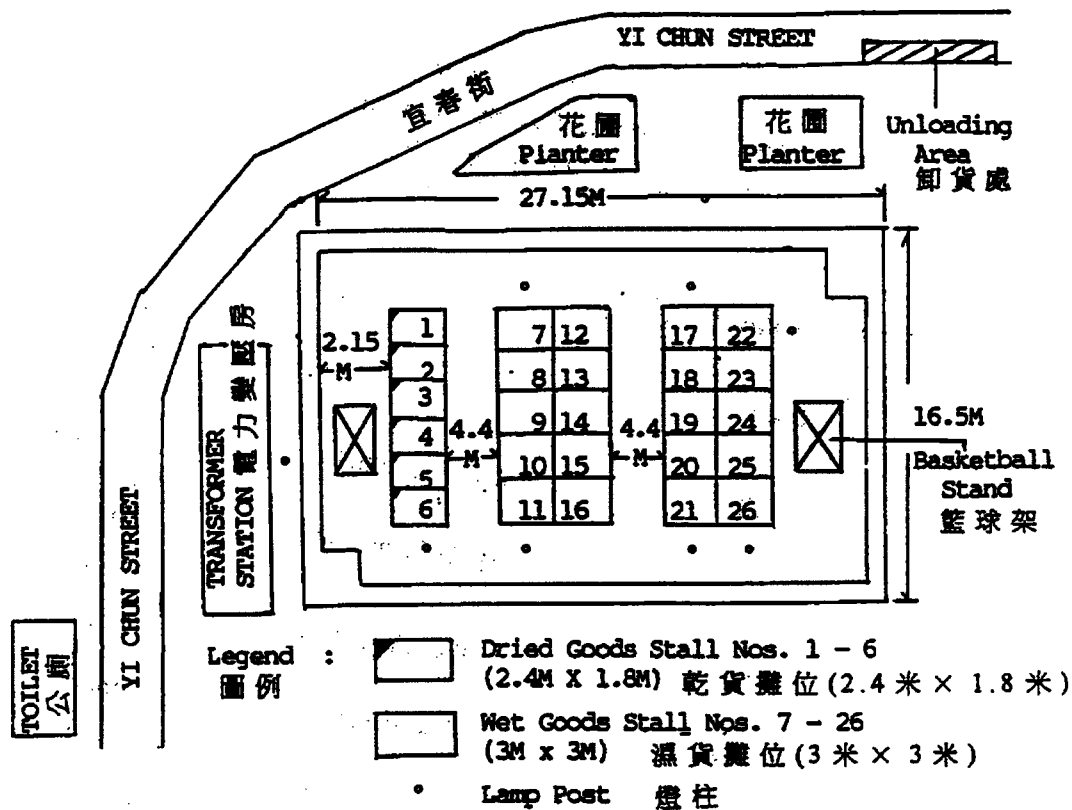 YI CHUN STREET
宜春街
花圃
Pianter
花圃
Planter
Unloading
Area
卸貨處
27.15M
2.15
M
1
2
3
4
5
6
4.4
M
7 12
8 13
9 14
10 15
11 16
4.4
M
17 22
18 23
19 24
20 25
21 26
16.5M
Basketball
Stand
籃球架
TRANSFORMER
STATION 電力變壓房
YI CHUN STREET
TOILET
公廁
Legend :
圖例
Dried Goods Stall Nos. 1 - 6
(2.4M X 1.8M) 乾貨攤位(2.4 米 × 1.8 米)
Wet Goods Stall Nos. 7 - 26
(3M x 3M) 濕貨攤位(3 米 × 3 米)
Lamp Post 燈柱